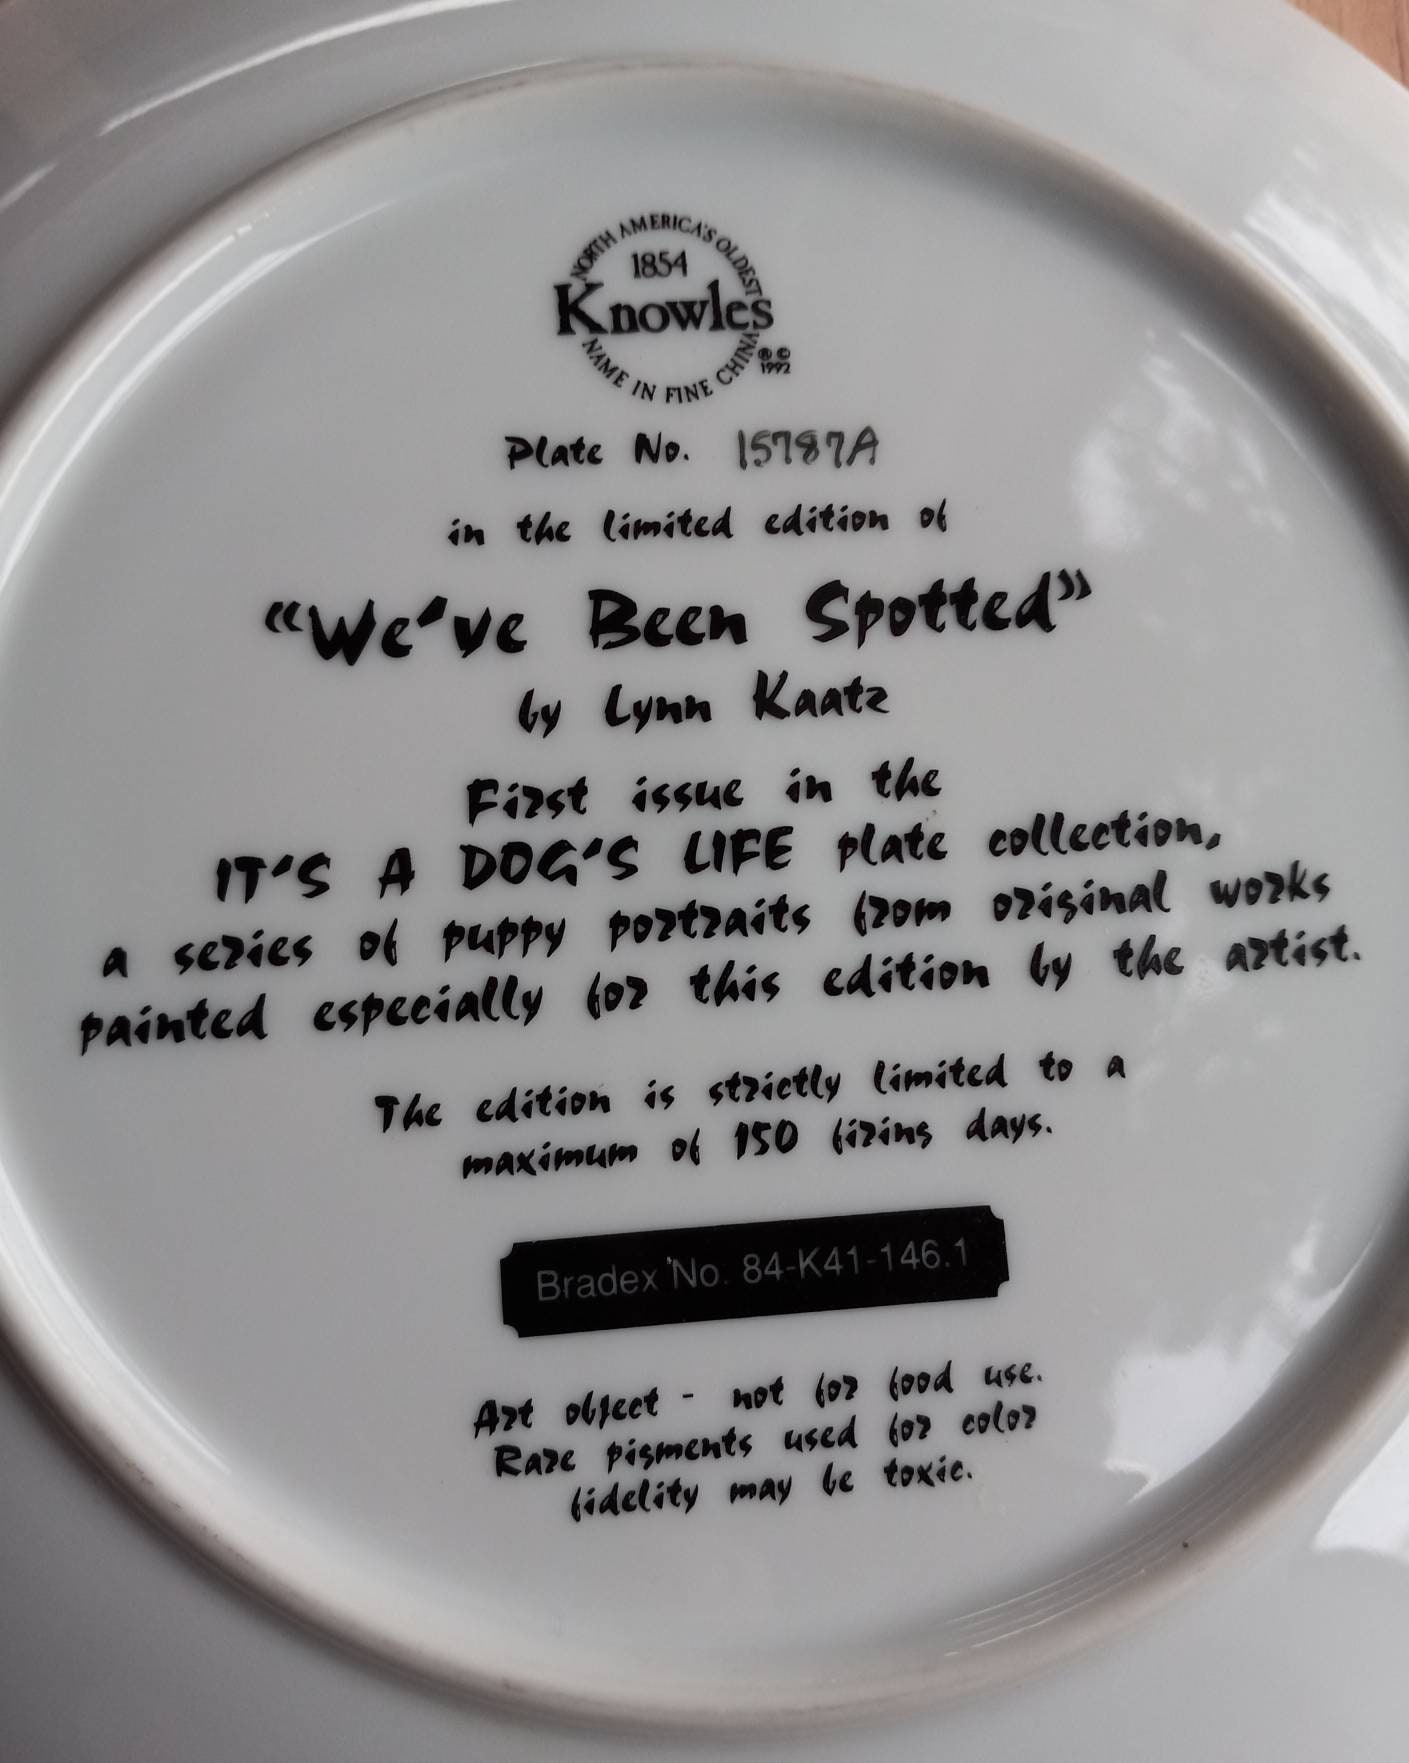 NORTH AMERICA'S OLDEST
1854
Knowles
NAME IN FINE CHINA
® ©
1992
Plate No. 15787A
in the limited edition of
“We've Been Spotted”
by Lynn Kaatz
First issue in the
IT'S A DOG'S LIFE plate collection,
a series of puppy portraits from original works
painted especially for this edition by the artist.
The edition is strictly limited to a
maximum of 150 firing days.
Bradex No. 84-K41-146.1
Art object - not for food use.
Rare pigments used for color
fidelity may be toxic.